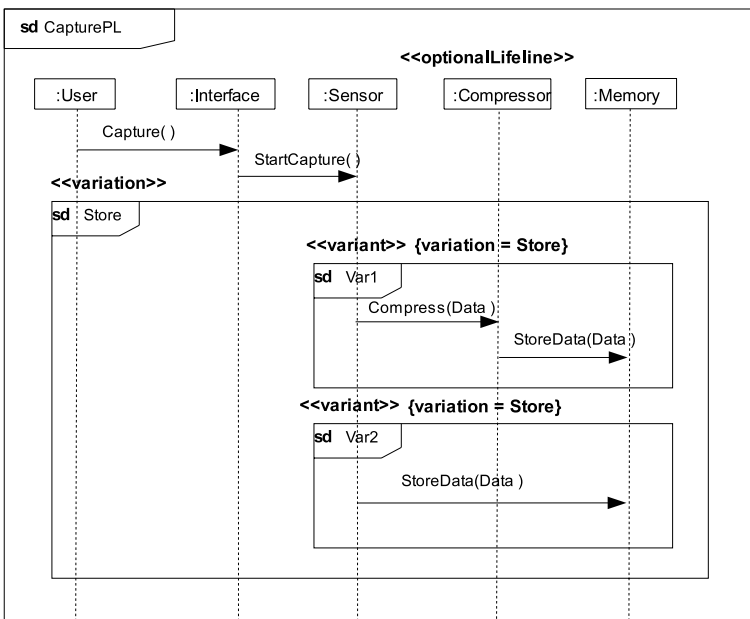 sd CapturePL
<<optionalLifeline>>
:User :Interface :Sensor :Compressor :Memory
Capture( )
StartCapture( )
<<variation>>
sd Store
<<variant>> {variation = Store}
sd Var1
Compress(Data )
StoreData(Data )
<<variant>> {variation = Store}
sd Var2
StoreData(Data )